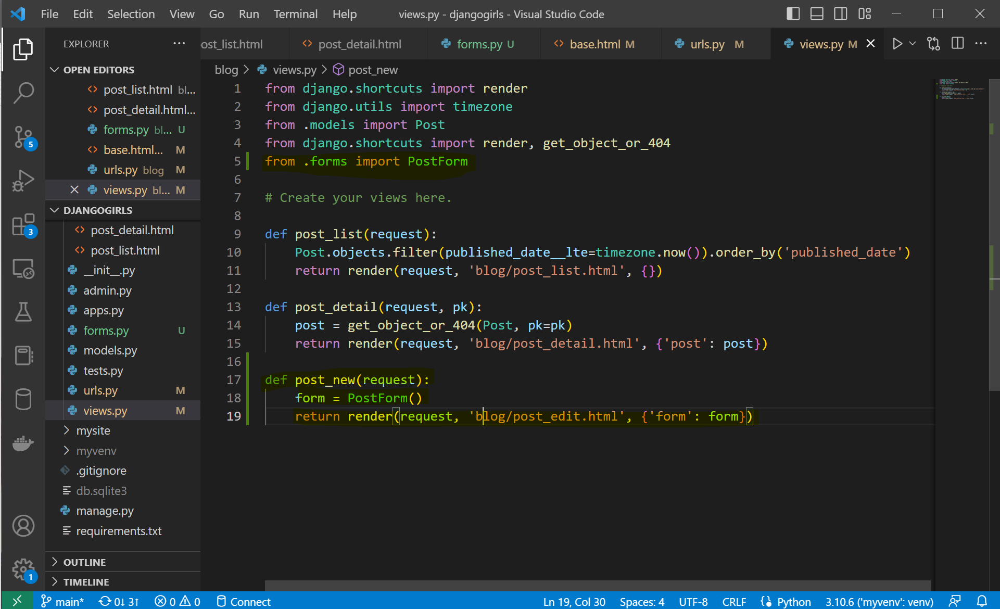 File Edit Selection View Go Run Terminal Help views.py - djangogirls - Visual Studio Code
EXPLORER
ost_list.html post_detail.html forms.py U base.html M urls.py M views.py M
OPEN EDITORS
post_list.html bl...
post_detail.html...
forms.py bl... U
base.html... M
urls.py blog M
views.py bl... M
DJANGOGIRLS
post_detail.html
post_list.html
__init__.py
admin.py
apps.py
forms.py U
models.py
tests.py
urls.py M
views.py M
mysite
myvenv
.gitignore
db.sqlite3
manage.py
requirements.txt
OUTLINE
TIMELINE
5
3
1
blog > views.py > post_new
1 from django.shortcuts import render
2 from django.utils import timezone
3 from .models import Post
4 from django.shortcuts import render, get_object_or_404
5 from .forms import PostForm
6
7 # Create your views here.
8
9 def post_list(request):
10 Post.objects.filter(published_date__lte=timezone.now()).order_by('published_date')
11 return render(request, 'blog/post_list.html', {})
12
13 def post_detail(request, pk):
14 post = get_object_or_404(Post, pk=pk)
15 return render(request, 'blog/post_detail.html', {'post': post})
16
17 def post_new(request):
18 form = PostForm()
19 return render(request, 'blog/post_edit.html', {'form': form})
main* 0↓ 3↑ 0 0 Connect Ln 19, Col 30 Spaces: 4 UTF-8 CRLF Python 3.10.6 ('myvenv': venv)